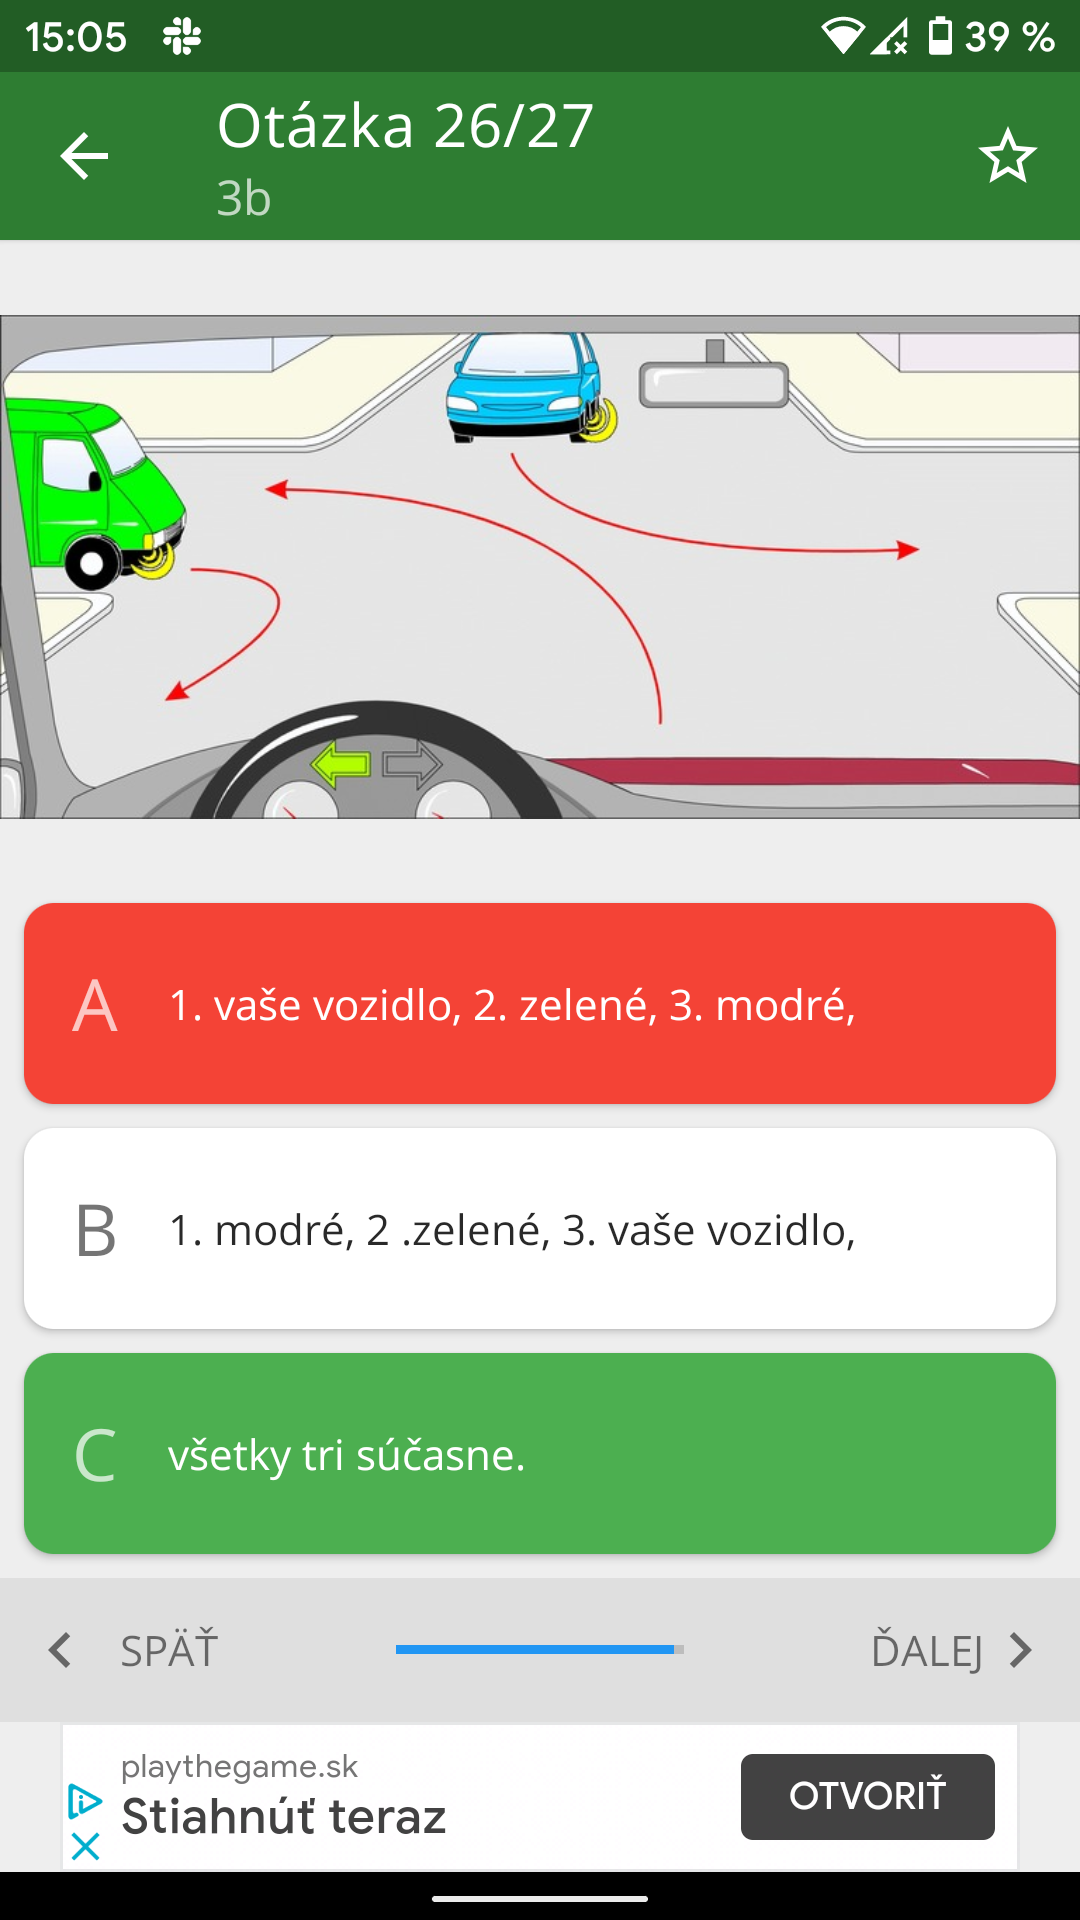 15:05
39 %
Otázka 26/27
3b
A
1. vaše vozidlo, 2. zelené, 3. modré,
B
1. modré, 2 .zelené, 3. vaše vozidlo,
C
všetky tri súčasne.
SPÄŤ
ĎALEJ
playthegame.sk
Stiahnúť teraz
OTVORIŤ